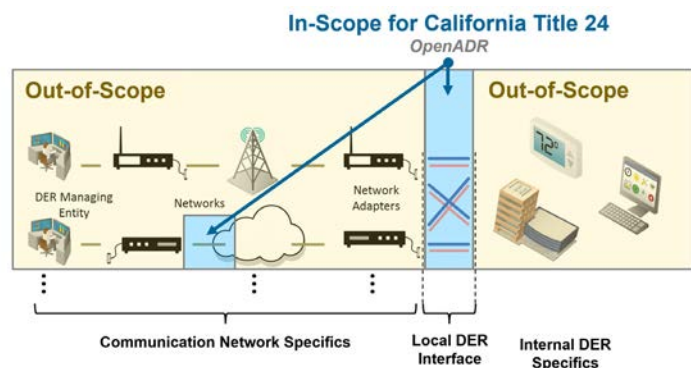 In-Scope for California Title 24
OpenADR
Out-of-Scope
Out-of-Scope
72°
DER Managing
Entity
Networks
Network
Adapters
Communication Network Specifics
Local DER
Interface
Internal DER
Specifics